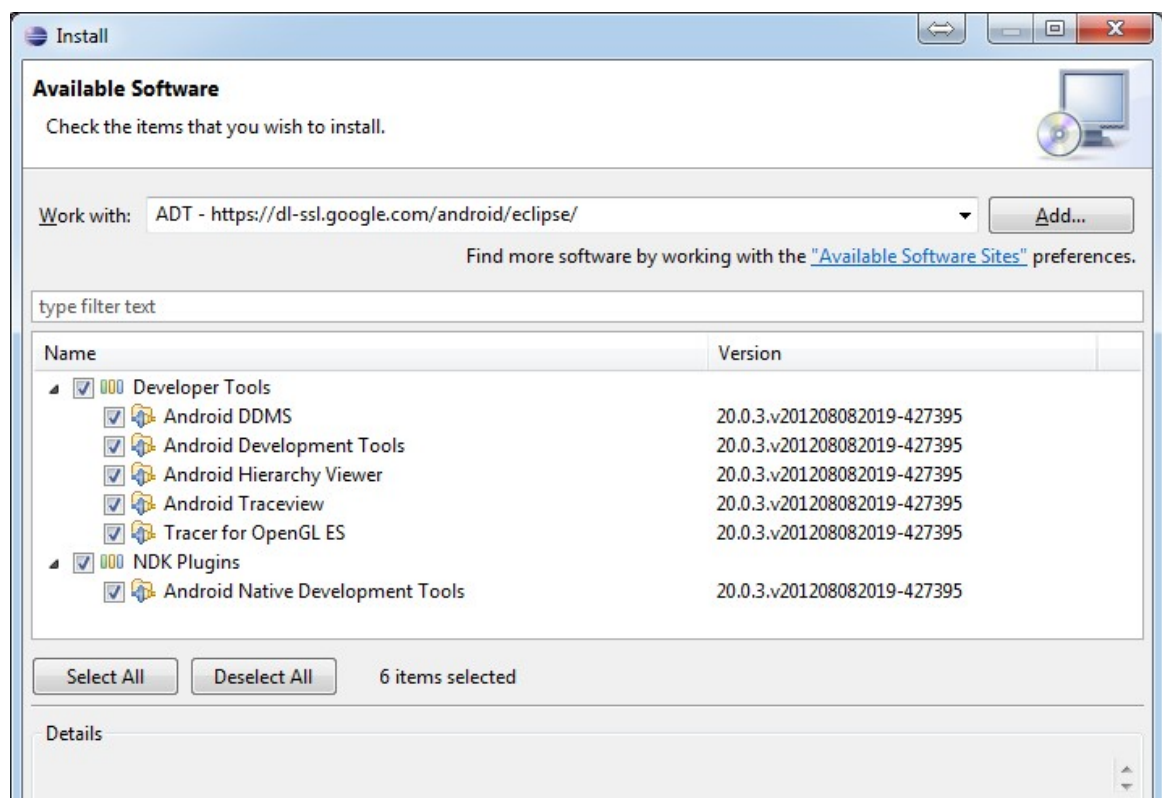 Install
Available Software
Check the items that you wish to install.
Work with: ADT - https://dl-ssl.google.com/android/eclipse/ Add...
Find more software by working with the "Available Software Sites" preferences.
type filter text
Name Version
Developer Tools
Android DDMS 20.0.3.v201208082019-427395
Android Development Tools 20.0.3.v201208082019-427395
Android Hierarchy Viewer 20.0.3.v201208082019-427395
Android Traceview 20.0.3.v201208082019-427395
Tracer for OpenGL ES 20.0.3.v201208082019-427395
NDK Plugins
Android Native Development Tools 20.0.3.v201208082019-427395
Select All Deselect All 6 items selected
Details